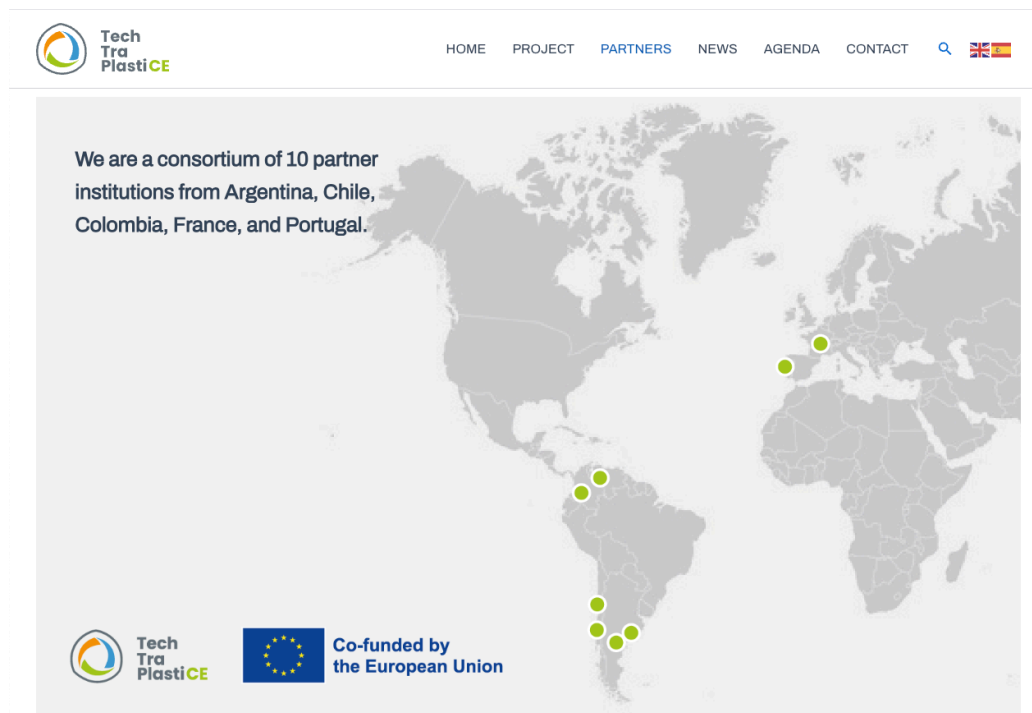 Tech
Tra
PlastiCE
HOME PROJECT PARTNERS NEWS AGENDA CONTACT
We are a consortium of 10 partner
institutions from Argentina, Chile,
Colombia, France, and Portugal.
Tech
Tra
PlastiCE
Co-funded by
the European Union